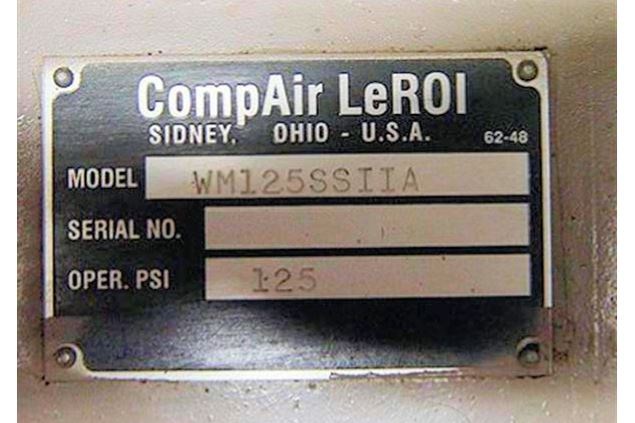 CompAir LeROI
SIDNEY, OHIO - U.S.A. 62-48
MODEL WM125SSIIA
SERIAL NO.
OPER. PSI 125